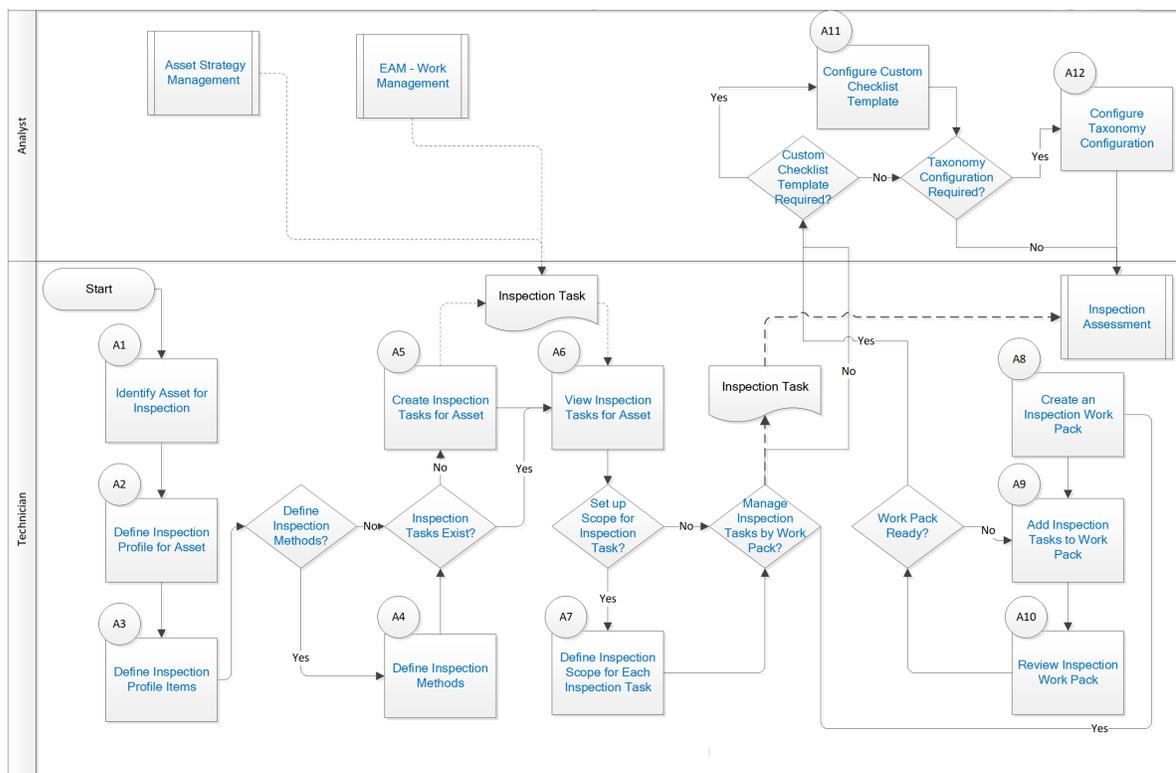 Analyst
Asset Strategy
Management
EAM - Work
Management
A11
Configure Custom
Checklist
Template
A12
Configure
Taxonomy
Configuration
Yes
Custom
Checklist
Template
Required?
No
Taxonomy
Configuration
Required?
Yes
No
Technician
Start
Inspection Task
Inspection
Assessment
A1
Identify Asset for
Inspection
A5
Create Inspection
Tasks for Asset
A6
View Inspection
Tasks for Asset
Inspection Task
Yes
No
A8
Create an
Inspection Work
Pack
A2
Define Inspection
Profile for Asset
Define
Inspection
Methods?
No
Inspection
Tasks Exist?
No
Yes
Set up
Scope for
Inspection
Task?
No
Manage
Inspection
Tasks by Work
Pack?
Work Pack
Ready?
No
A9
Add Inspection
Tasks to Work
Pack
A3
Define Inspection
Profile Items
Yes
A4
Define Inspection
Methods
Yes
A7
Define Inspection
Scope for Each
Inspection Task
A10
Review Inspection
Work Pack
Yes